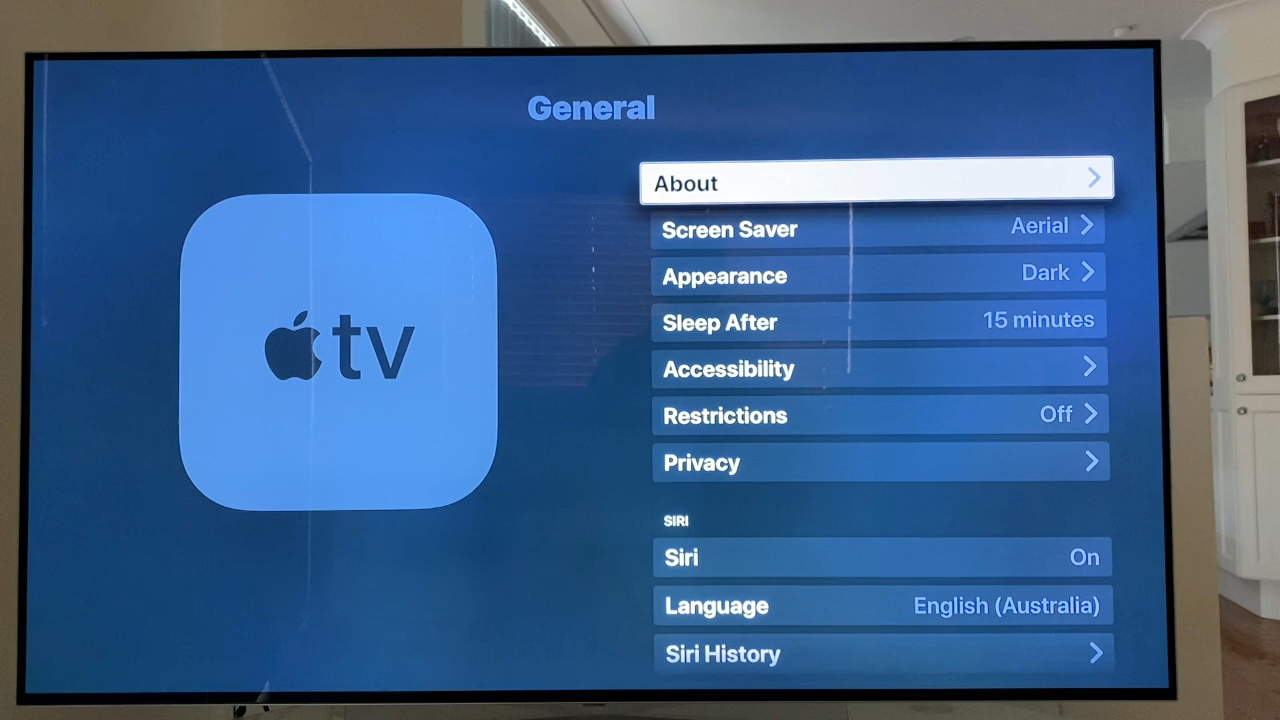 General
tv
About
Screen Saver Aerial
Appearance Dark
Sleep After 15 minutes
Accessibility
Restrictions Off
Privacy
SIRI
Siri On
Language English (Australia)
Siri History